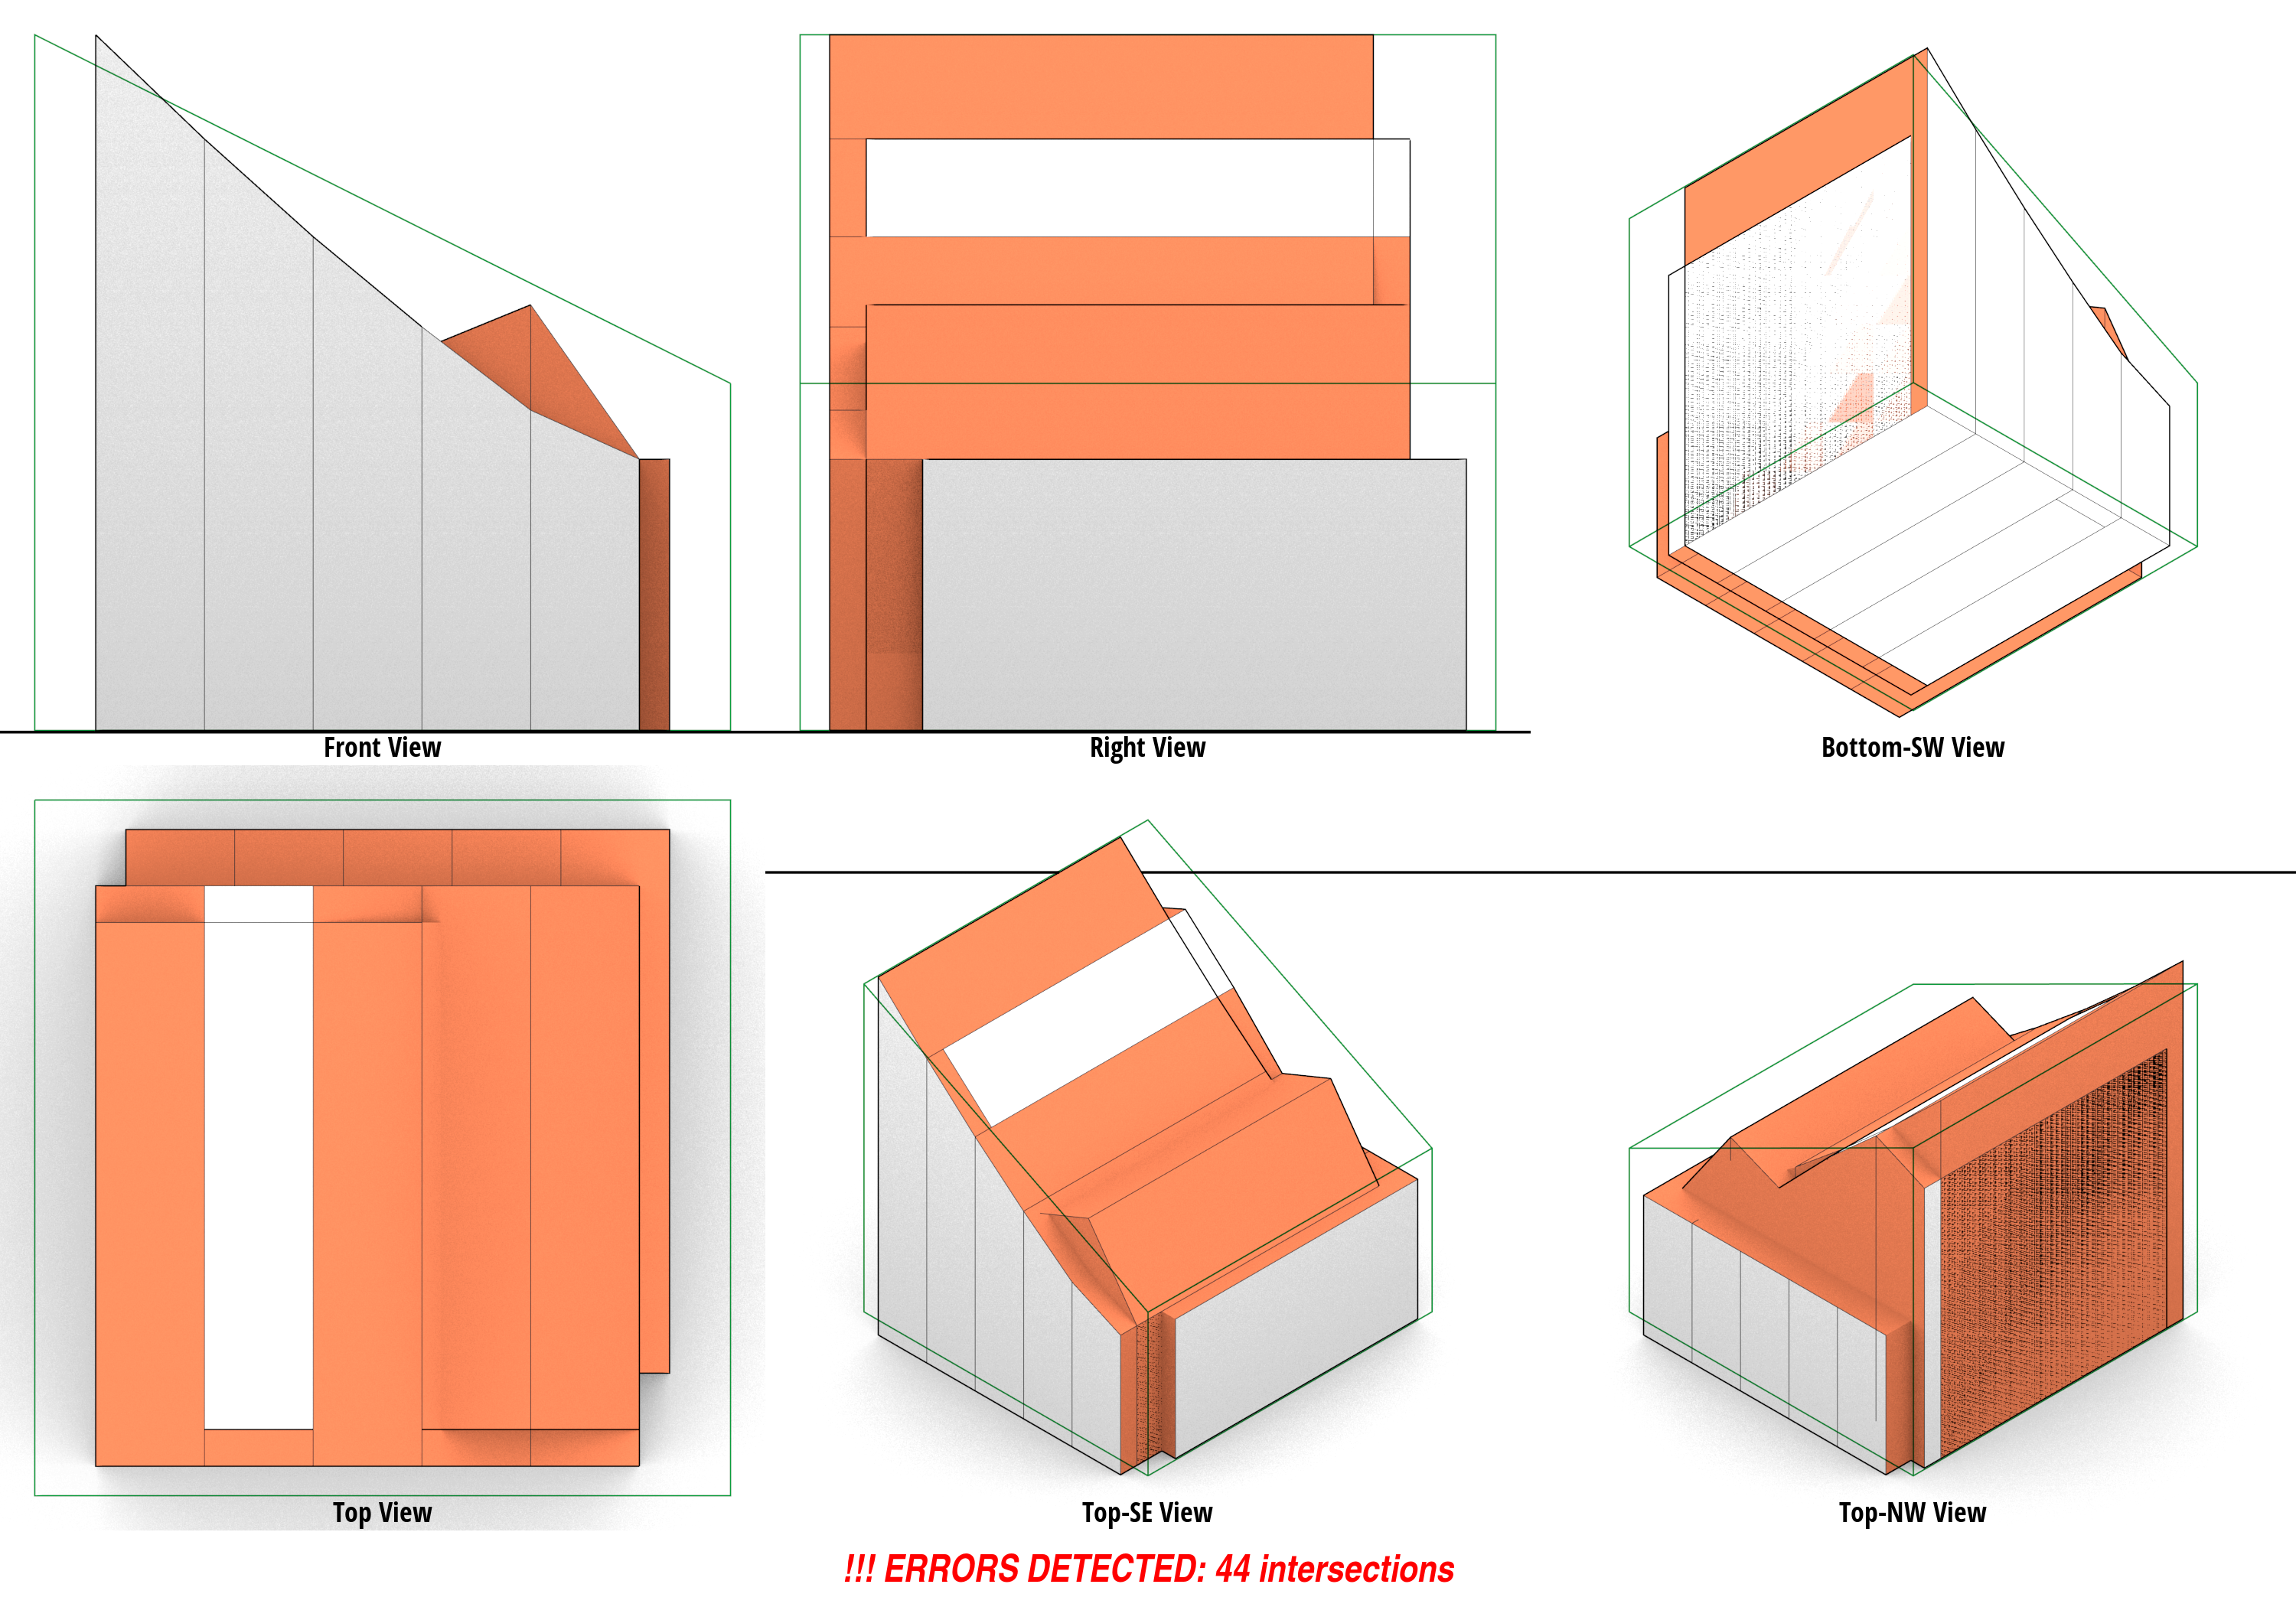 Front View
Right View
Bottom-SW View
Top View
Top-SE View
Top-NW View
!!! ERRORS DETECTED: 44 intersections